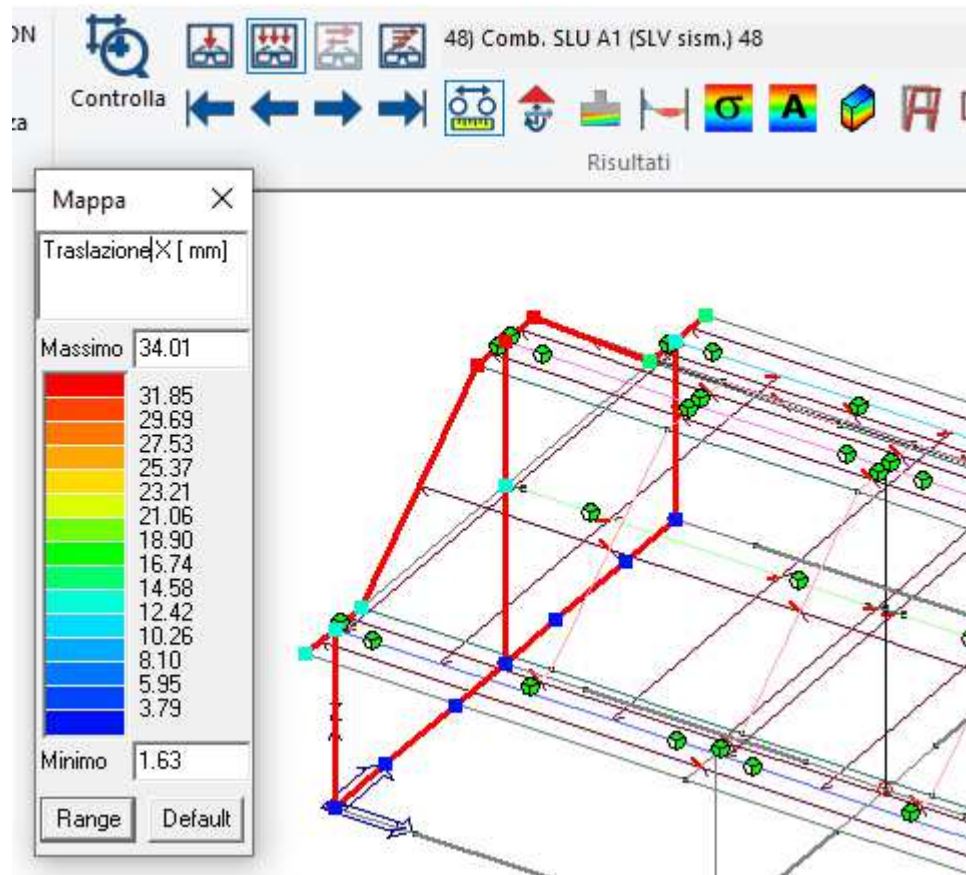 ON
48) Comb. SLU A1 (SLV sism.) 48
Controlla
za
σ
A
Risultati
Mappa
Traslazione X [ mm]
Massimo 34.01
31.85
29.69
27.53
25.37
23.21
21.06
18.90
16.74
14.58
12.42
10.26
8.10
5.95
3.79
Minimo 1.63
Range Default